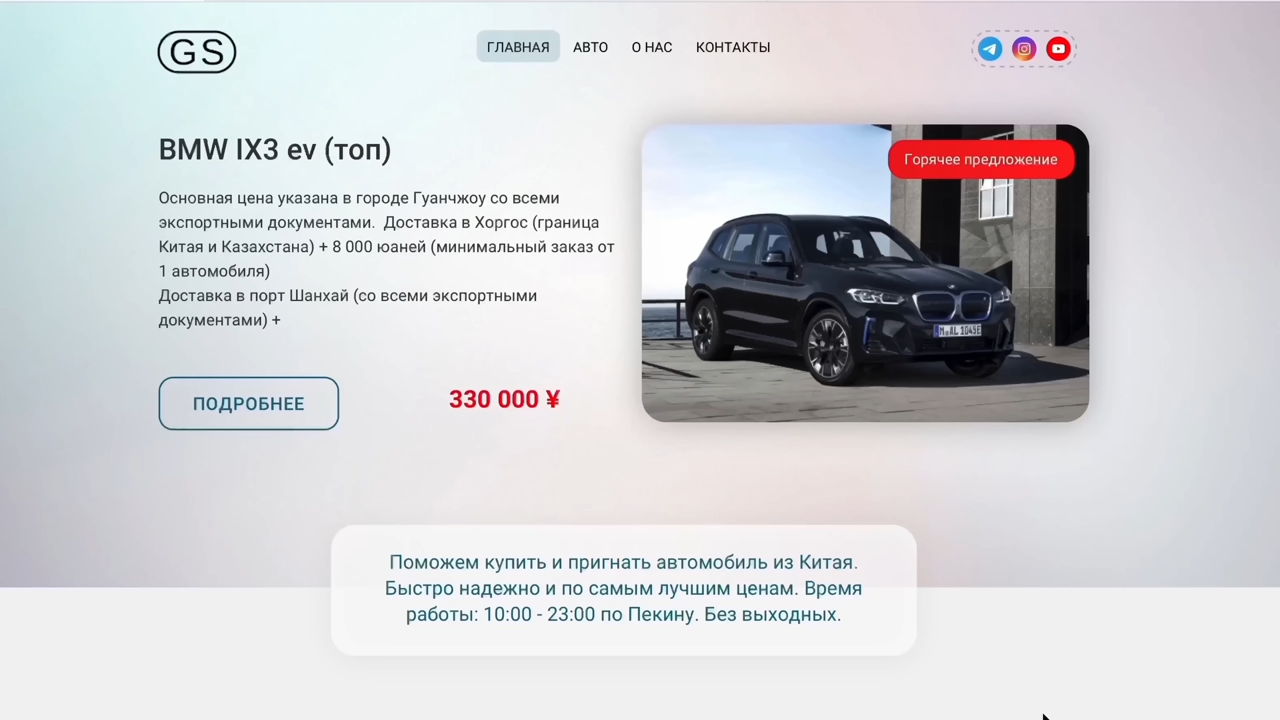 GS
ГЛАВНАЯ
АВТО
О НАС
КОНТАКТЫ
BMW IX3 ev (топ)
Горячее предложение
Основная цена указана в городе Гуанчжоу со всеми
экспортными документами.  Доставка в Хоргос (граница
Китая и Казахстана) + 8 000 юаней (минимальный заказ от
1 автомобиля)
Доставка в порт Шанхай (со всеми экспортными
документами) +
M AL 1045E
ПОДРОБНЕЕ
330 000 ¥
Поможем купить и пригнать автомобиль из Китая.
Быстро надежно и по самым лучшим ценам. Время
работы: 10:00 - 23:00 по Пекину. Без выходных.